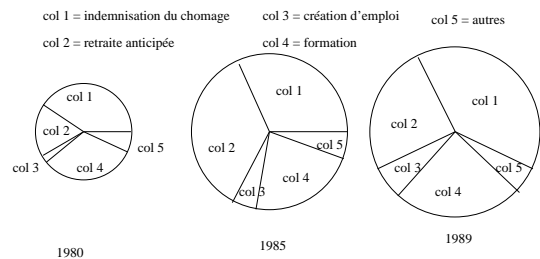 col 1 = indemnisation du chomage
col 3 = création d'emploi
col 5 = autres
col 2 = retraite anticipée
col 4 = formation
col 1
col 2
col 3
col 4
col 5
1980
col 1
col 2
col 3
col 4
col 5
1985
col 1
col 2
col 3
col 4
col 5
1989